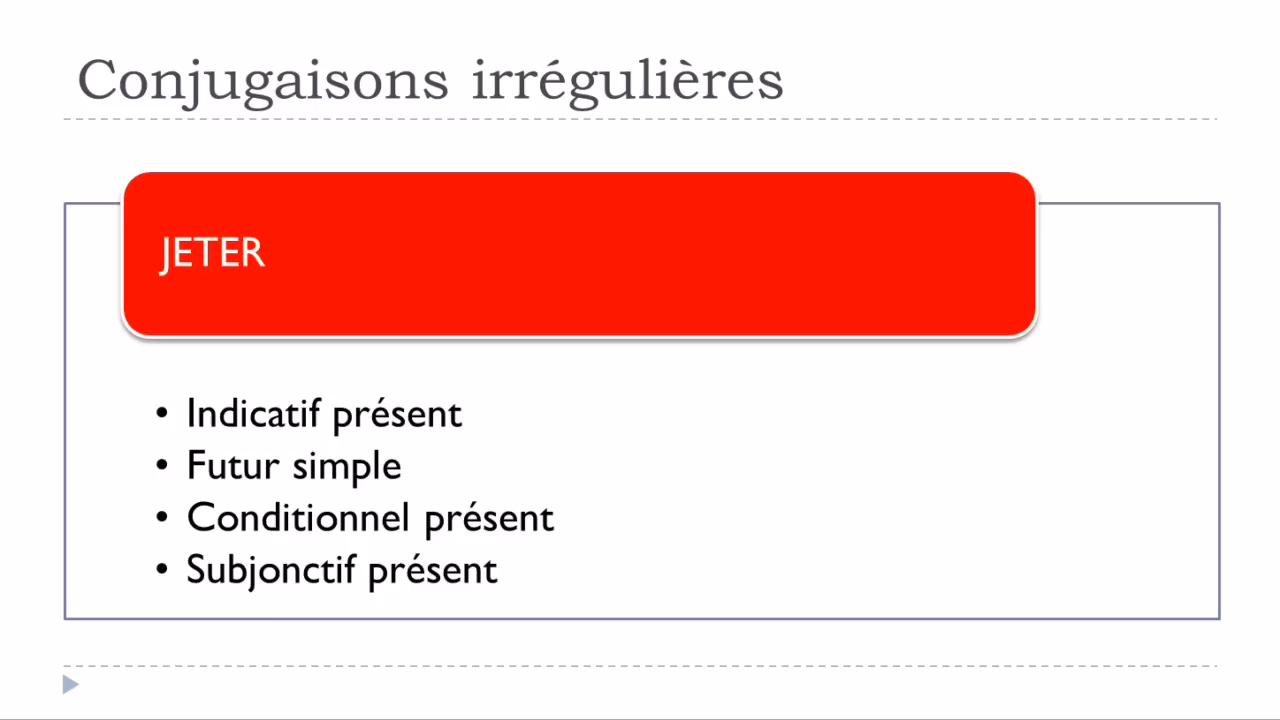 Conjugaisons irrégulières
JETER
• Indicatif présent
• Futur simple
• Conditionnel présent
• Subjonctif présent